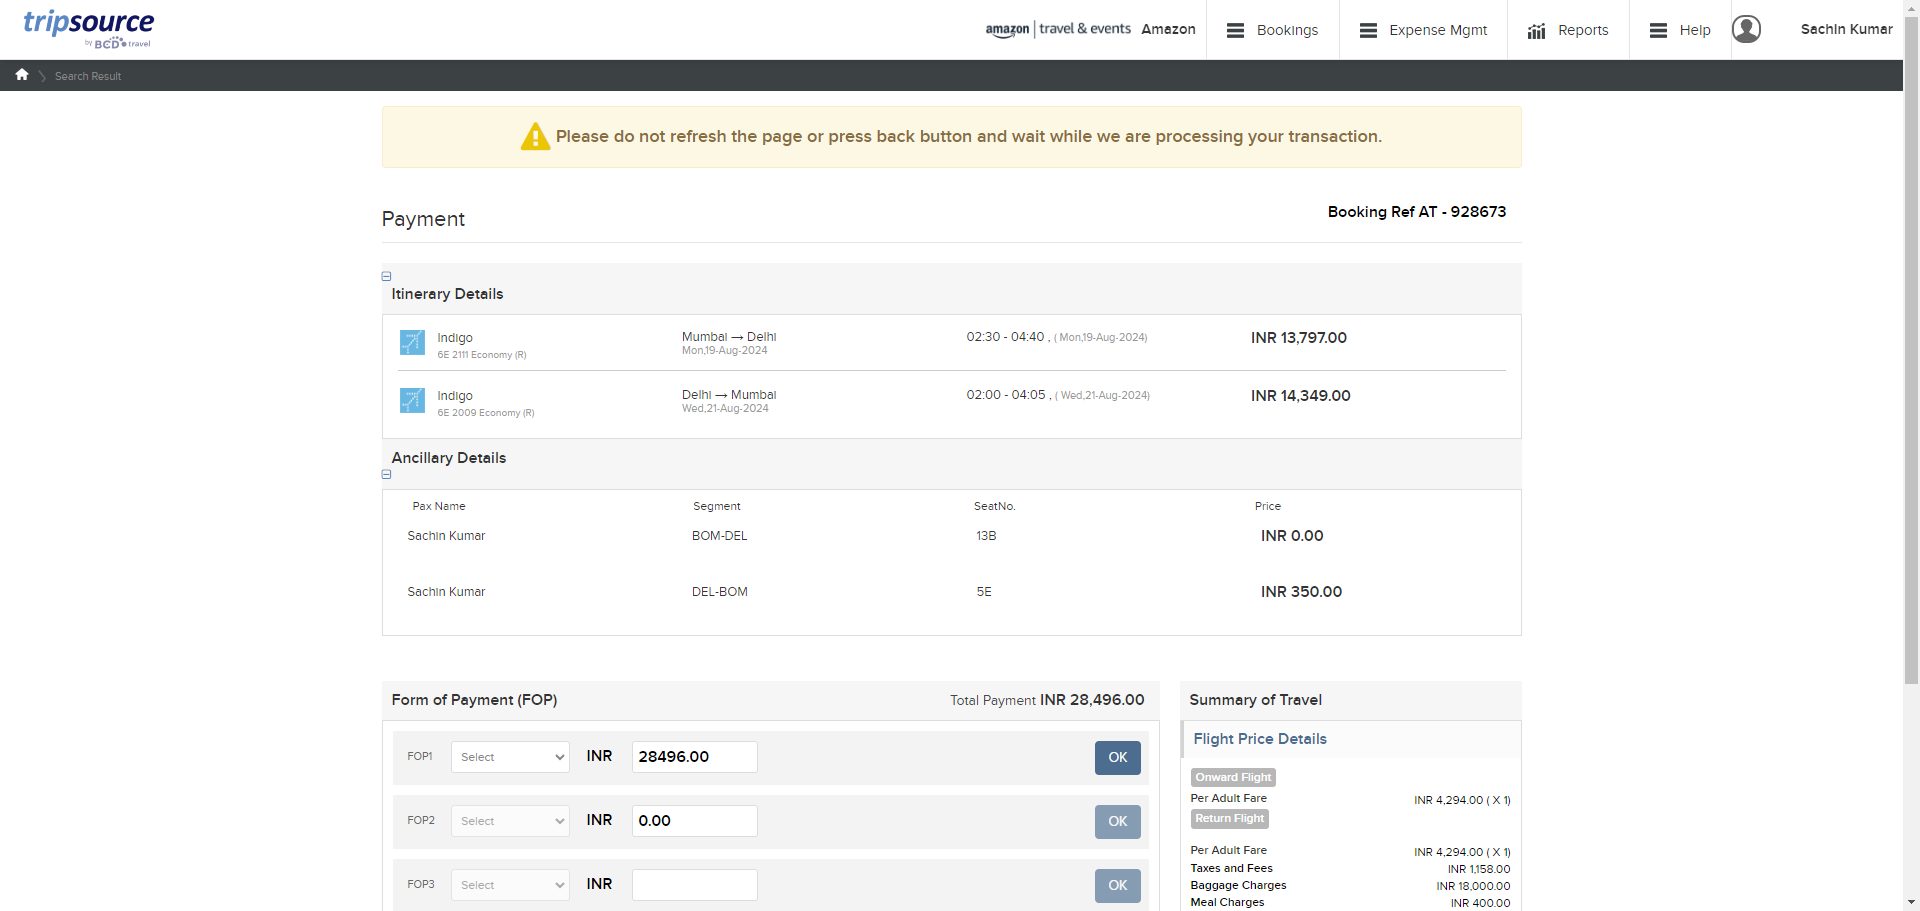 tripsource
by BCD travel
amazon | travel & events Amazon
Bookings
Expense Mgmt
Reports
Help
Sachin Kumar
Search Result
Please do not refresh the page or press back button and wait while we are processing your transaction.
Payment
Booking Ref AT - 928673
Itinerary Details
Indigo Mumbai → Delhi 02:30 - 04:40 , ( Mon,19-Aug-2024) INR 13,797.00
6E 2111 Economy (R) Mon,19-Aug-2024
Indigo Delhi → Mumbai 02:00 - 04:05 , ( Wed,21-Aug-2024) INR 14,349.00
6E 2009 Economy (R) Wed,21-Aug-2024
Ancillary Details
Pax Name Segment SeatNo. Price
Sachin Kumar BOM-DEL 13B INR 0.00
Sachin Kumar DEL-BOM 5E INR 350.00
Form of Payment (FOP) Total Payment INR 28,496.00
FOP1 Select INR 28496.00 OK
FOP2 Select INR 0.00 OK
FOP3 Select INR OK
Summary of Travel
Flight Price Details
Onward Flight
Per Adult Fare INR 4,294.00 ( X 1)
Return Flight
Per Adult Fare INR 4,294.00 ( X 1)
Taxes and Fees INR 1,158.00
Baggage Charges INR 18,000.00
Meal Charges INR 400.00